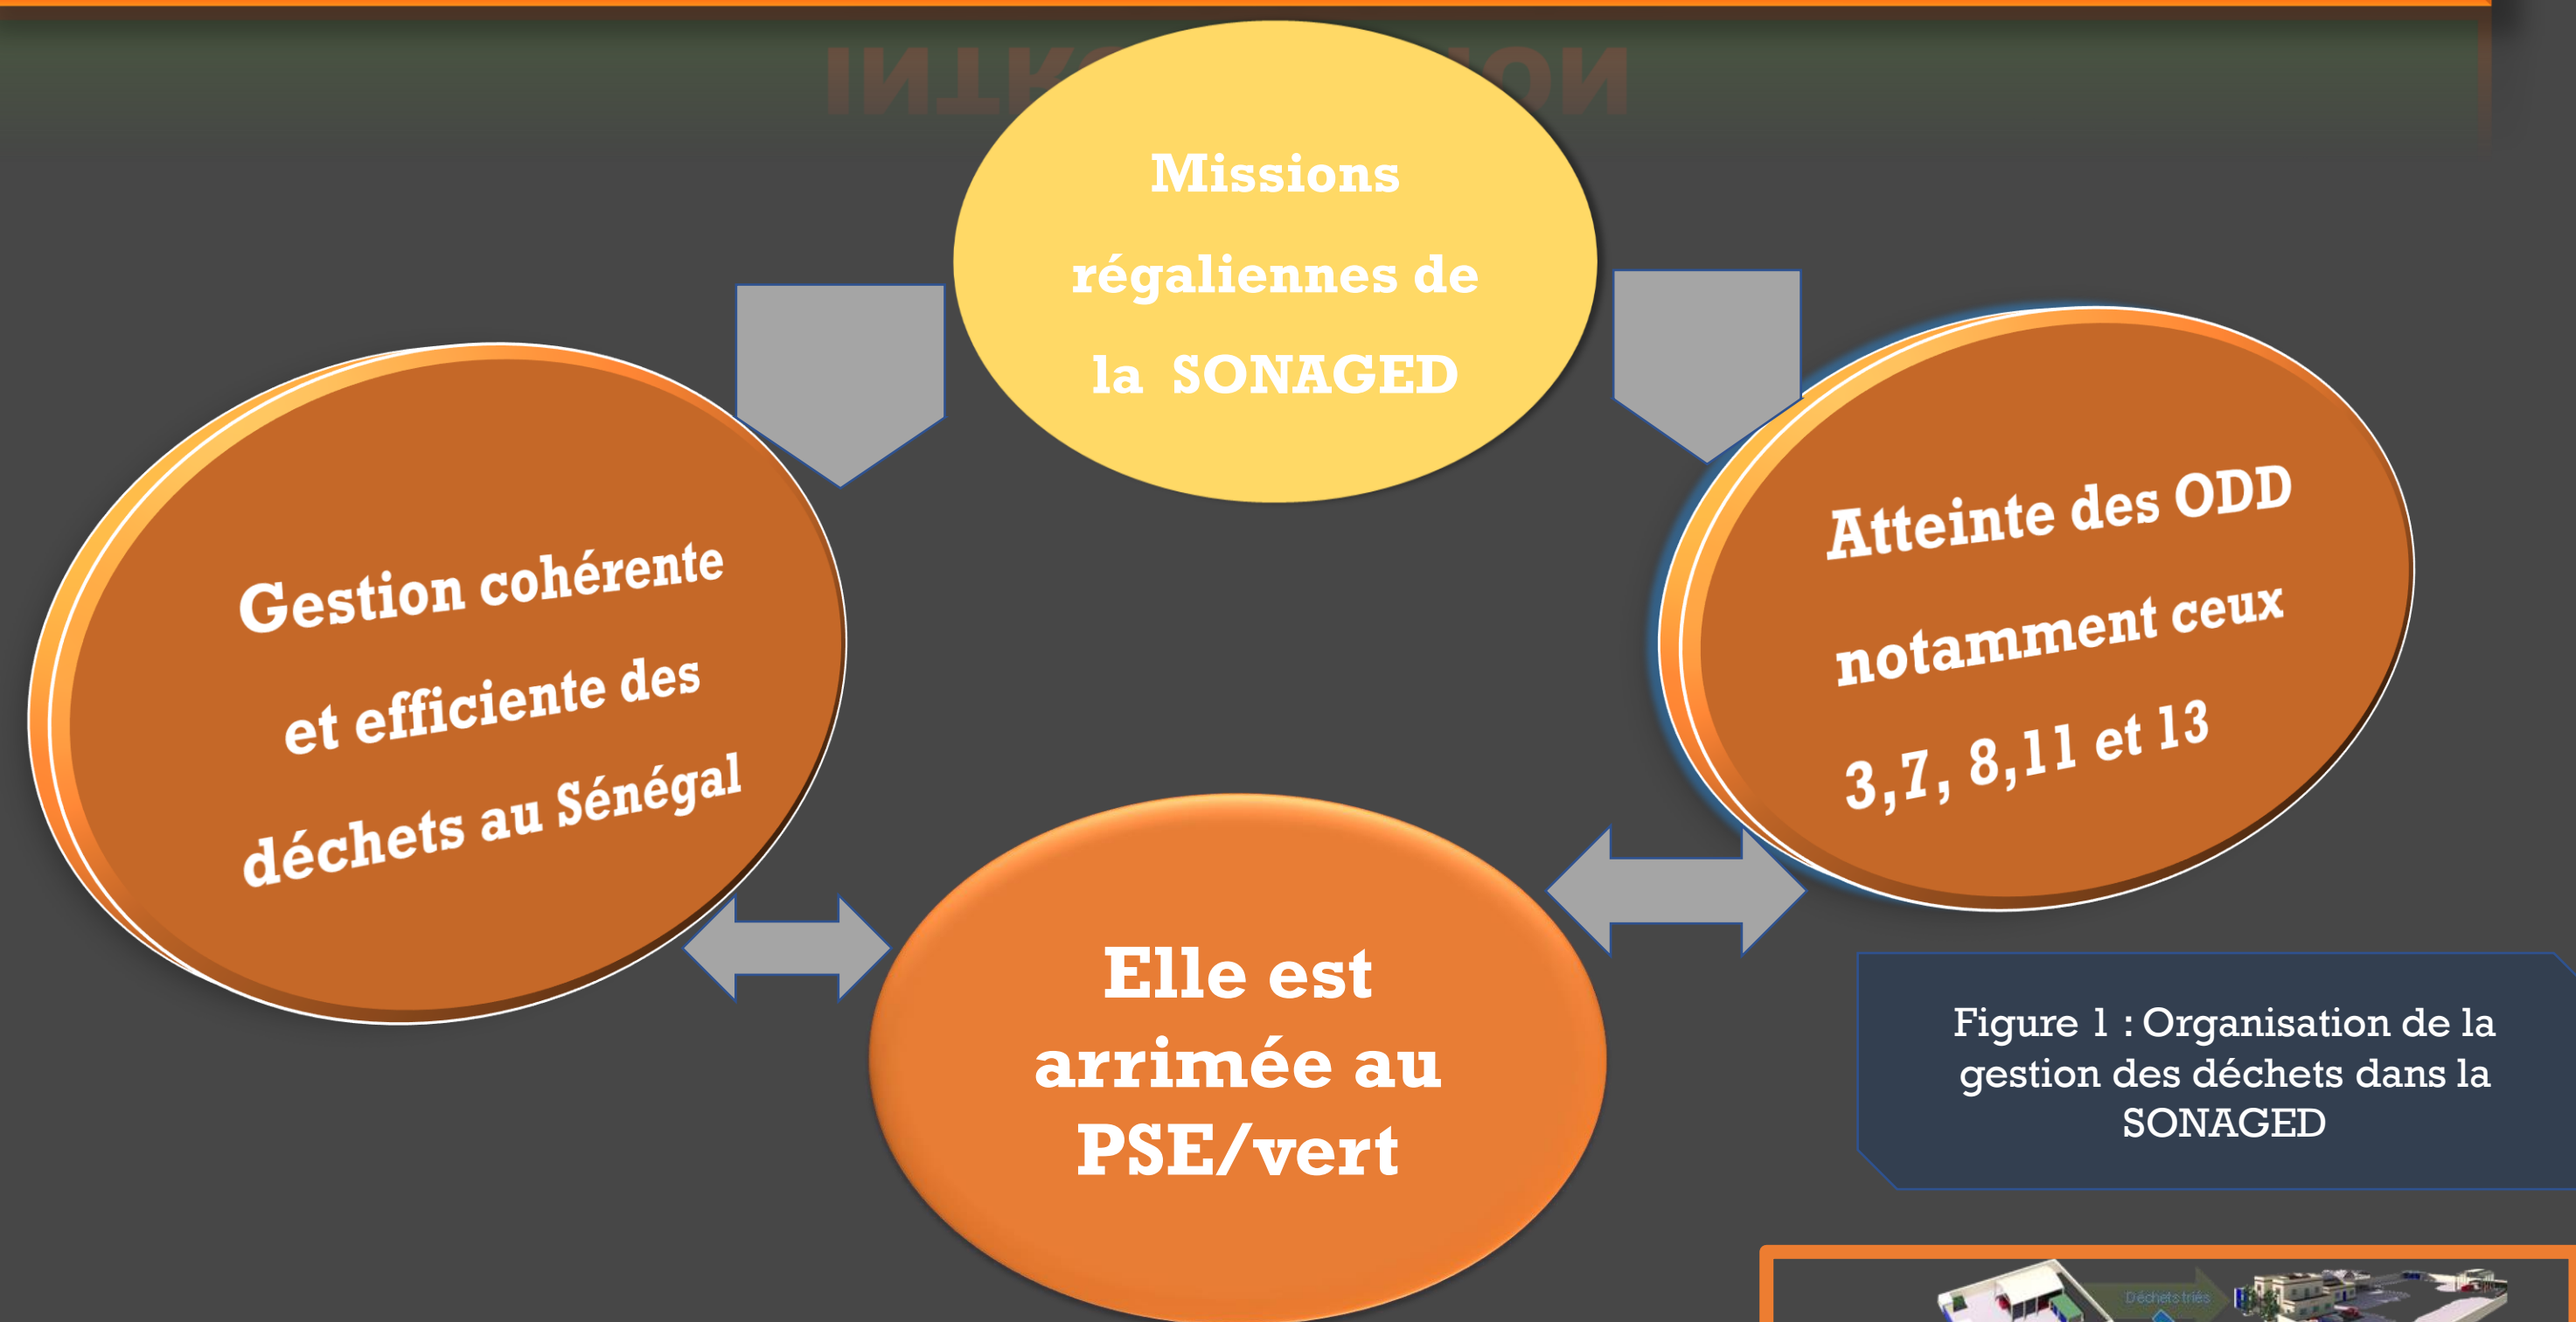 Missions
régaliennes de
la SONAGED
Gestion cohérente
et efficiente des
déchets au Sénégal
Atteinte des ODD
notamment ceux
3,7, 8,11 et 13
Elle est
arrimée au
PSE/vert
Figure 1 : Organisation de la
gestion des déchets dans la
SONAGED
Déchets triés